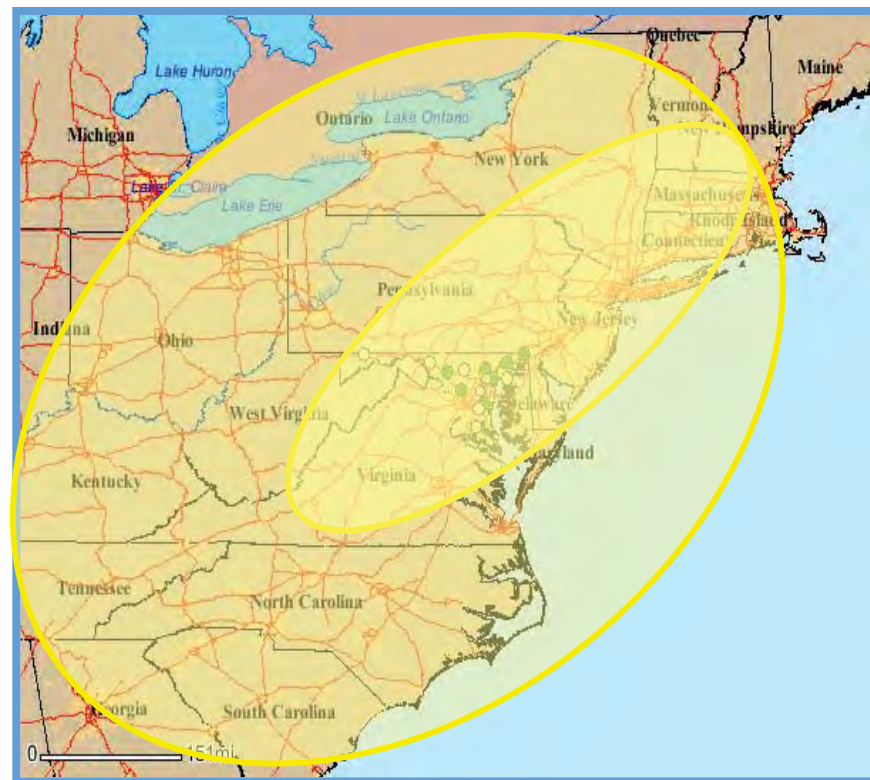 Quebec
Maine
Lake Huron
Vermont
Ontario
Lake Ontario
New Hampshire
Michigan
New York
Lake
Claire
Massachusetts
Lake Erie
Rhode Island
Connecticut
Pennsylvania
Indiana
New Jersey
Ohio
West Virginia
Delaware
Maryland
Kentucky
Virginia
Tennessee
North Carolina
Georgia
South Carolina
0
151mi